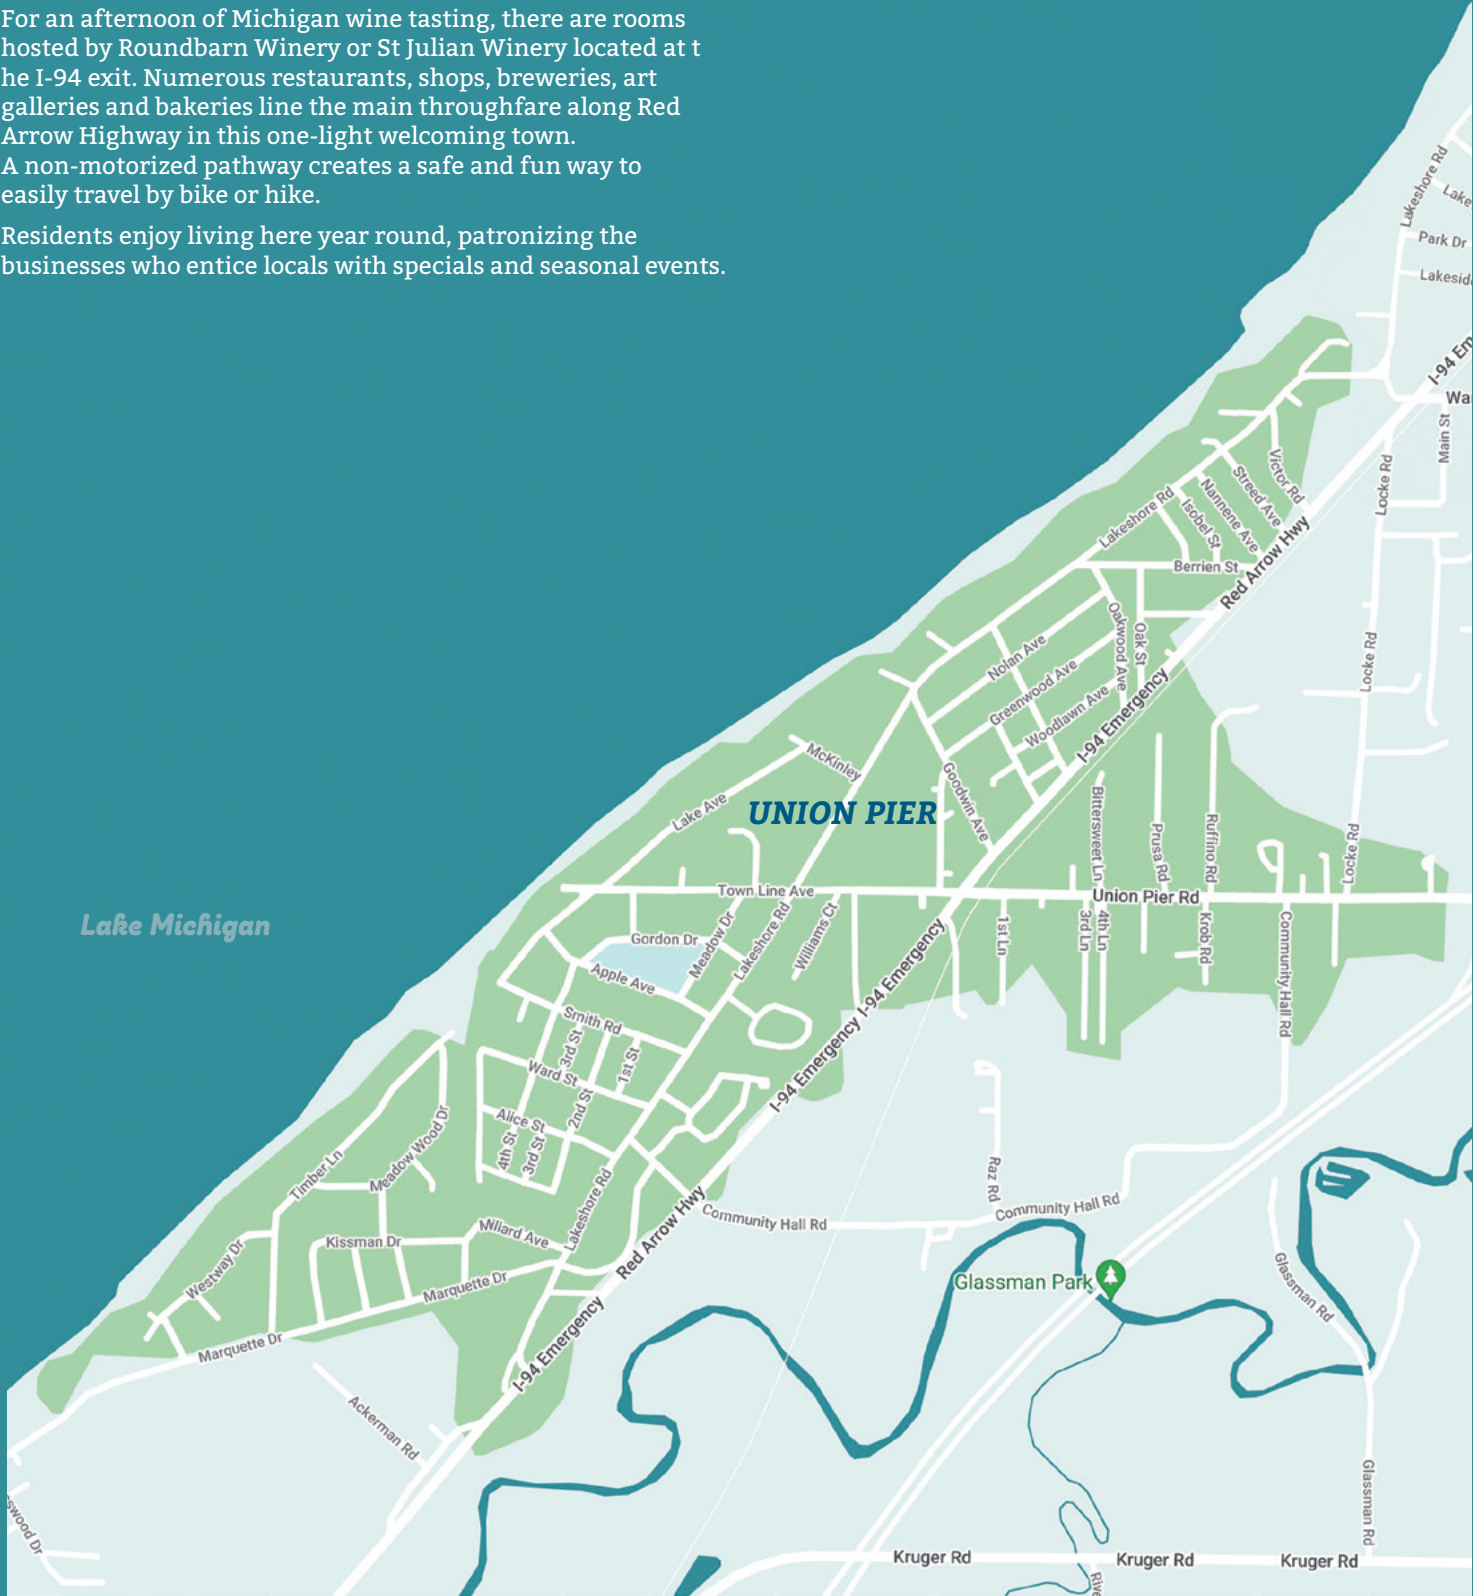 For an afternoon of Michigan wine tasting, there are rooms
hosted by Roundbarn Winery or St Julian Winery located at t
he I-94 exit. Numerous restaurants, shops, breweries, art
galleries and bakeries line the main throughfare along Red
Arrow Highway in this one-light welcoming town.
A non-motorized pathway creates a safe and fun way to
easily travel by bike or hike.
Residents enjoy living here year round, patronizing the
businesses who entice locals with specials and seasonal events.
Lakeshore Rd
Lake
Park Dr
Lakesid
I-94 Em
Wa
Main St
Locke Rd
Victor Rd
Streed Ave
Nannene Ave
Isobel St
Lakeshore Rd
Berrien St
Red Arrow Hwy
Oakwood Ave
Oak St
Nolan Ave
Greenwood Ave
Woodlawn Ave
I-94 Emergency
Locke Rd
McKinley
Goodwin Ave
Lake Ave
UNION PIER
Bittersweet Ln
Prusa Rd
Ruffino Rd
Locke Rd
Town Line Ave
Union Pier Rd
Lake Michigan
Gordon Dr
Meadow Dr
Lakeshore Rd
Williams Ct
I-94 Emergency
1st Ln
3rd Ln
4th Ln
Krob Rd
Community Hall Rd
Apple Ave
Smith Rd
3rd St
1st St
Ward St
2nd St
I-94 Emergency
Alice St
4th St
3rd St
Timber Ln
Meadow Wood Dr
Lakeshore Rd
Raz Rd
Red Arrow Hwy
Community Hall Rd
Community Hall Rd
Millard Ave
Kissman Dr
Westway Dr
Marquette Dr
Glassman Park
Glassman Rd
Marquette Dr
I-94 Emergency
Ackerman Rd
Glassman Rd
swood Dr
Kruger Rd
Kruger Rd
Kruger Rd
Rive